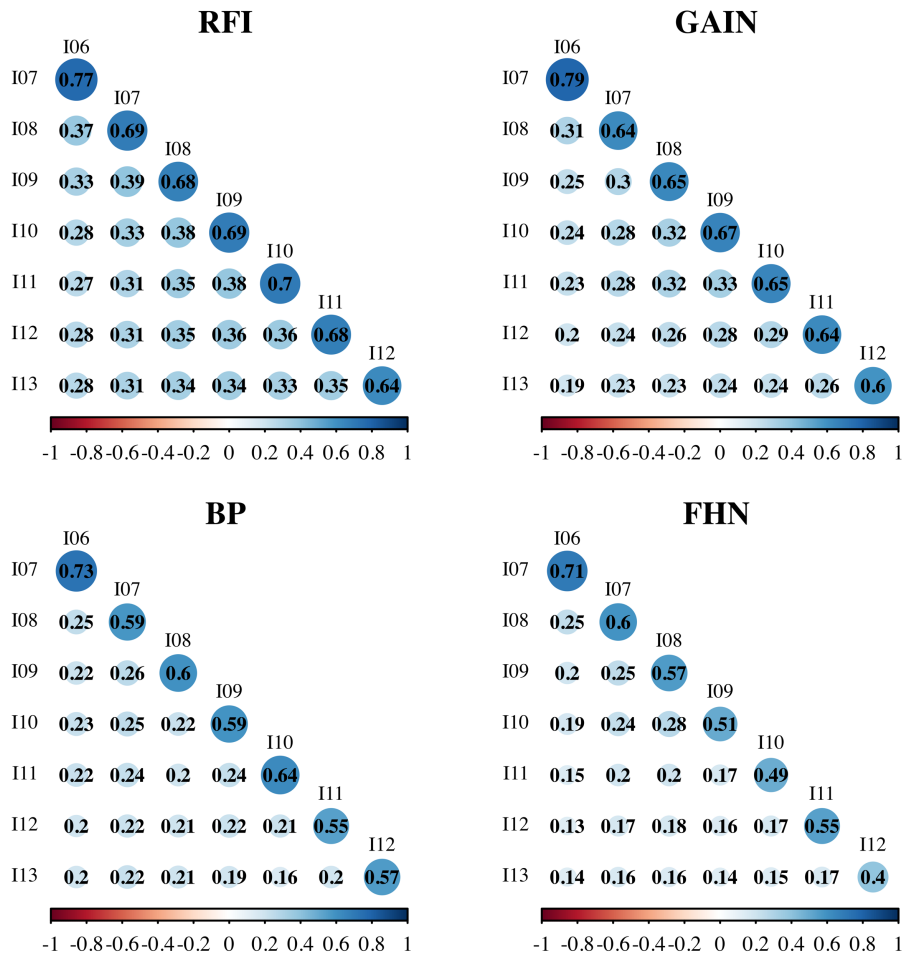 RFI
I06
I07 0.77
I07
I08 0.37 0.69
I08
I09 0.33 0.39 0.68
I09
I10 0.28 0.33 0.38 0.69
I10
I11 0.27 0.31 0.35 0.38 0.7
I11
I12 0.28 0.31 0.35 0.36 0.36 0.68
I12
I13 0.28 0.31 0.34 0.34 0.33 0.35 0.64
-1 -0.8 -0.6 -0.4 -0.2 0 0.2 0.4 0.6 0.8 1
GAIN
I06
I07 0.79
I07
I08 0.31 0.64
I08
I09 0.25 0.3 0.65
I09
I10 0.24 0.28 0.32 0.67
I10
I11 0.23 0.28 0.32 0.33 0.65
I11
I12 0.2 0.24 0.26 0.28 0.29 0.64
I12
I13 0.19 0.23 0.23 0.24 0.24 0.26 0.6
-1 -0.8 -0.6 -0.4 -0.2 0 0.2 0.4 0.6 0.8 1
BP
I06
I07 0.73
I07
I08 0.25 0.59
I08
I09 0.22 0.26 0.6
I09
I10 0.23 0.25 0.22 0.59
I10
I11 0.22 0.24 0.2 0.24 0.64
I11
I12 0.2 0.22 0.21 0.22 0.21 0.55
I12
I13 0.2 0.22 0.21 0.19 0.16 0.2 0.57
-1 -0.8 -0.6 -0.4 -0.2 0 0.2 0.4 0.6 0.8 1
FHN
I06
I07 0.71
I07
I08 0.25 0.6
I08
I09 0.2 0.25 0.57
I09
I10 0.19 0.24 0.28 0.51
I10
I11 0.15 0.2 0.2 0.17 0.49
I11
I12 0.13 0.17 0.18 0.16 0.17 0.55
I12
I13 0.14 0.16 0.16 0.14 0.15 0.17 0.4
-1 -0.8 -0.6 -0.4 -0.2 0 0.2 0.4 0.6 0.8 1